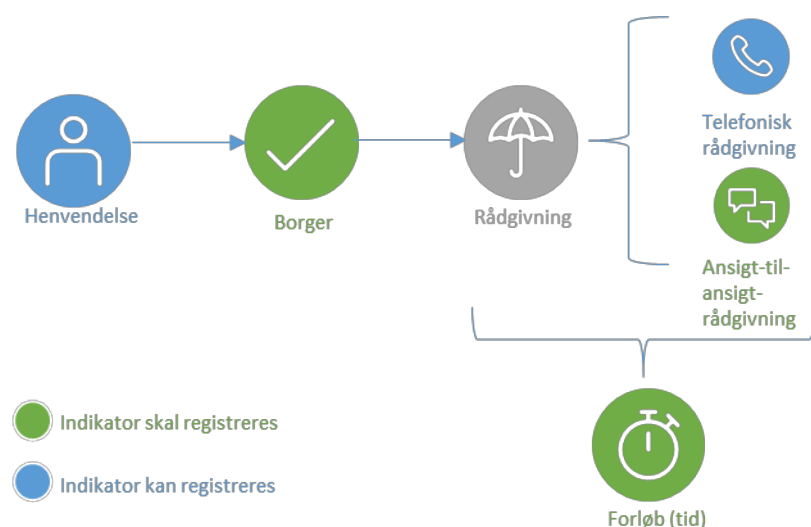 Henvendelse
Borger
Rådgivning
Telefonisk
rådgivning
Ansigt-til-
ansigt-
rådgivning
Indikator skal registreres
Indikator kan registreres
Forløb (tid)